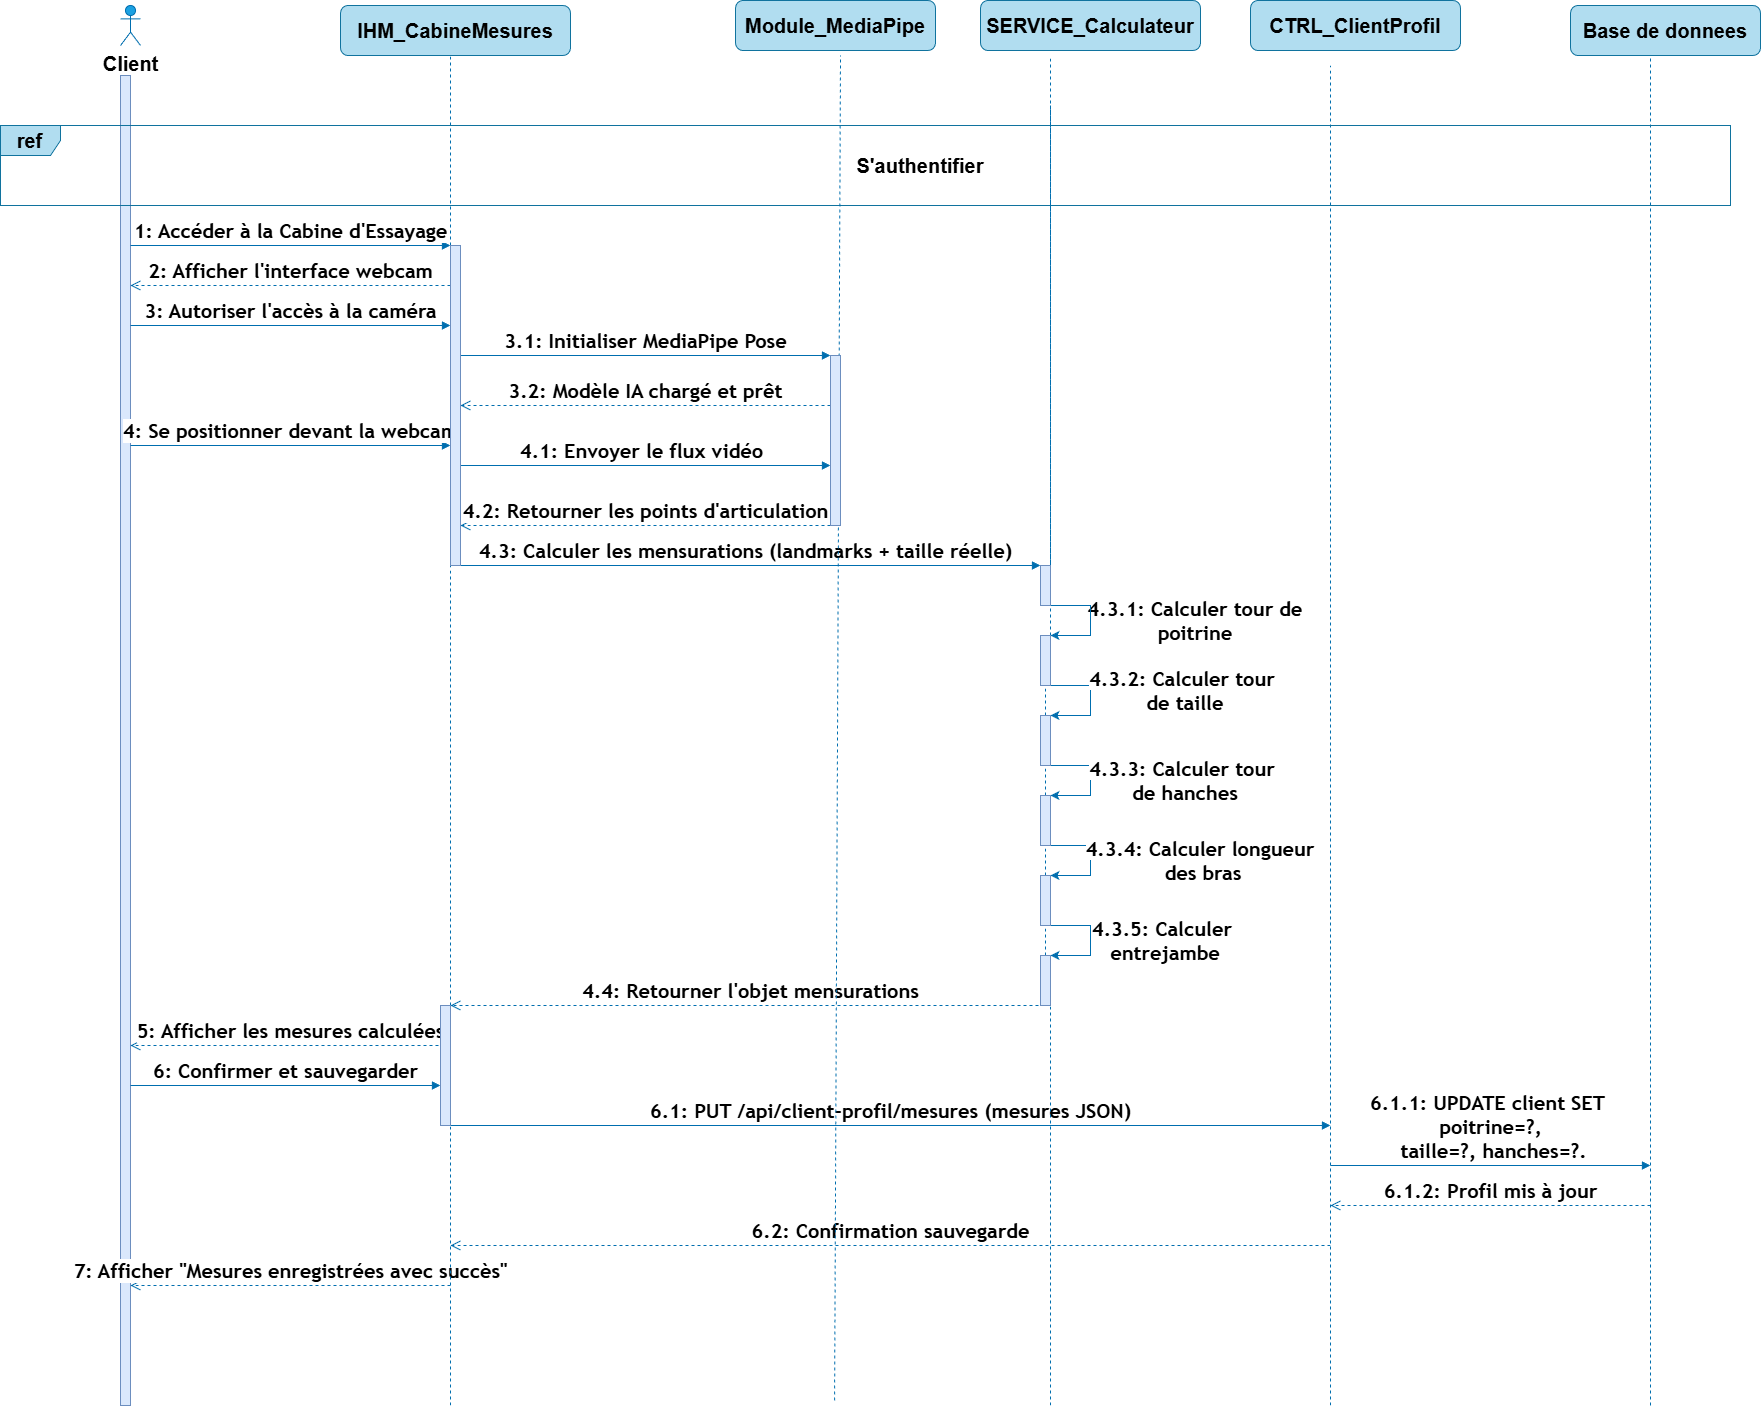 Client
IHM_CabineMesures
Module_MediaPipe
SERVICE_Calculateur
CTRL_ClientProfil
Base de donnees
ref
S'authentifier
1: Accéder à la Cabine d'Essayage
2: Afficher l'interface webcam
3: Autoriser l'accès à la caméra
3.1: Initialiser MediaPipe Pose
3.2: Modèle IA chargé et prêt
4: Se positionner devant la webcam
4.1: Envoyer le flux vidéo
4.2: Retourner les points d'articulation
4.3: Calculer les mensurations (landmarks + taille réelle)
4.3.1: Calculer tour de
poitrine
4.3.2: Calculer tour
de taille
4.3.3: Calculer tour
de hanches
4.3.4: Calculer longueur
des bras
4.3.5: Calculer
entrejambe
4.4: Retourner l'objet mensurations
5: Afficher les mesures calculées
6: Confirmer et sauvegarder
6.1: PUT /api/client-profil/mesures (mesures JSON)
6.1.1: UPDATE client SET
poitrine=?,
taille=?, hanches=?.
6.1.2: Profil mis à jour
6.2: Confirmation sauvegarde
7: Afficher "Mesures enregistrées avec succès"